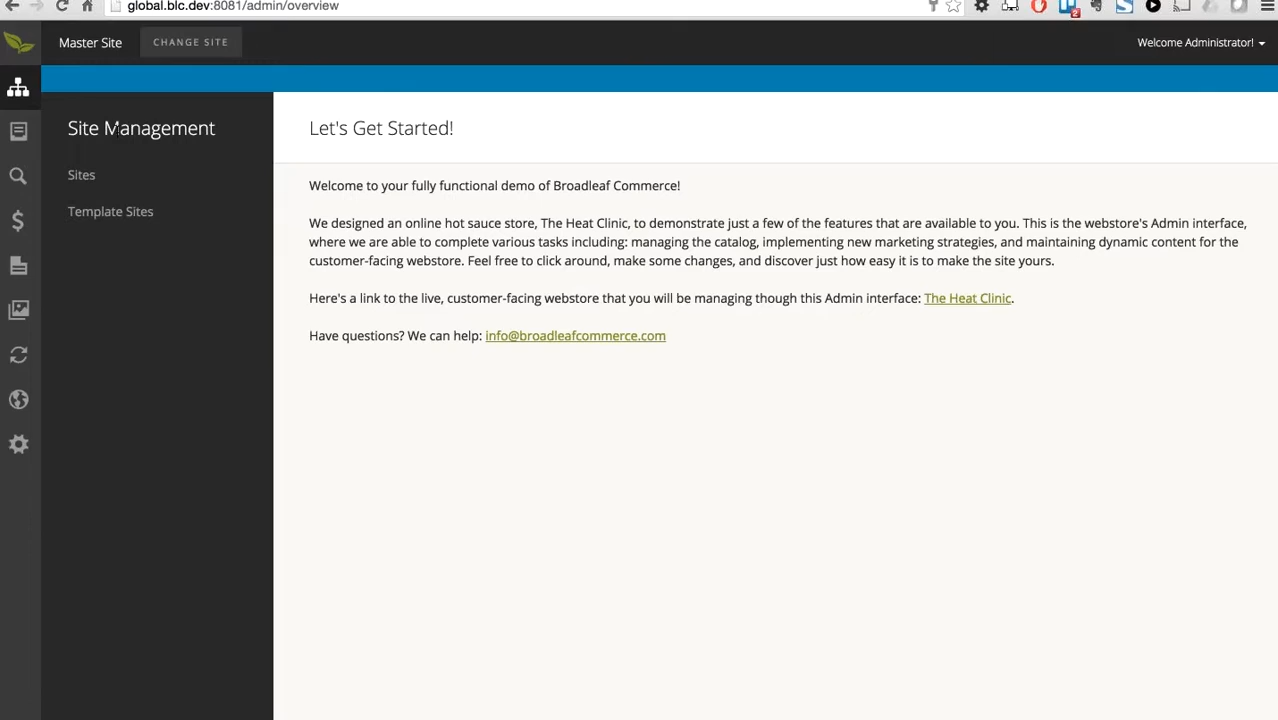 global.blc.dev:8081/admin/overview
2
Master Site
CHANGE SITE
Welcome Administrator!
Site Management
Sites
Template Sites
Let's Get Started!
Welcome to your fully functional demo of Broadleaf Commerce!
We designed an online hot sauce store, The Heat Clinic, to demonstrate just a few of the features that are available to you. This is the webstore's Admin interface,
where we are able to complete various tasks including: managing the catalog, implementing new marketing strategies, and maintaining dynamic content for the
customer-facing webstore. Feel free to click around, make some changes, and discover just how easy it is to make the site yours.
Here's a link to the live, customer-facing webstore that you will be managing though this Admin interface: The Heat Clinic.
Have questions? We can help: info@broadleafcommerce.com